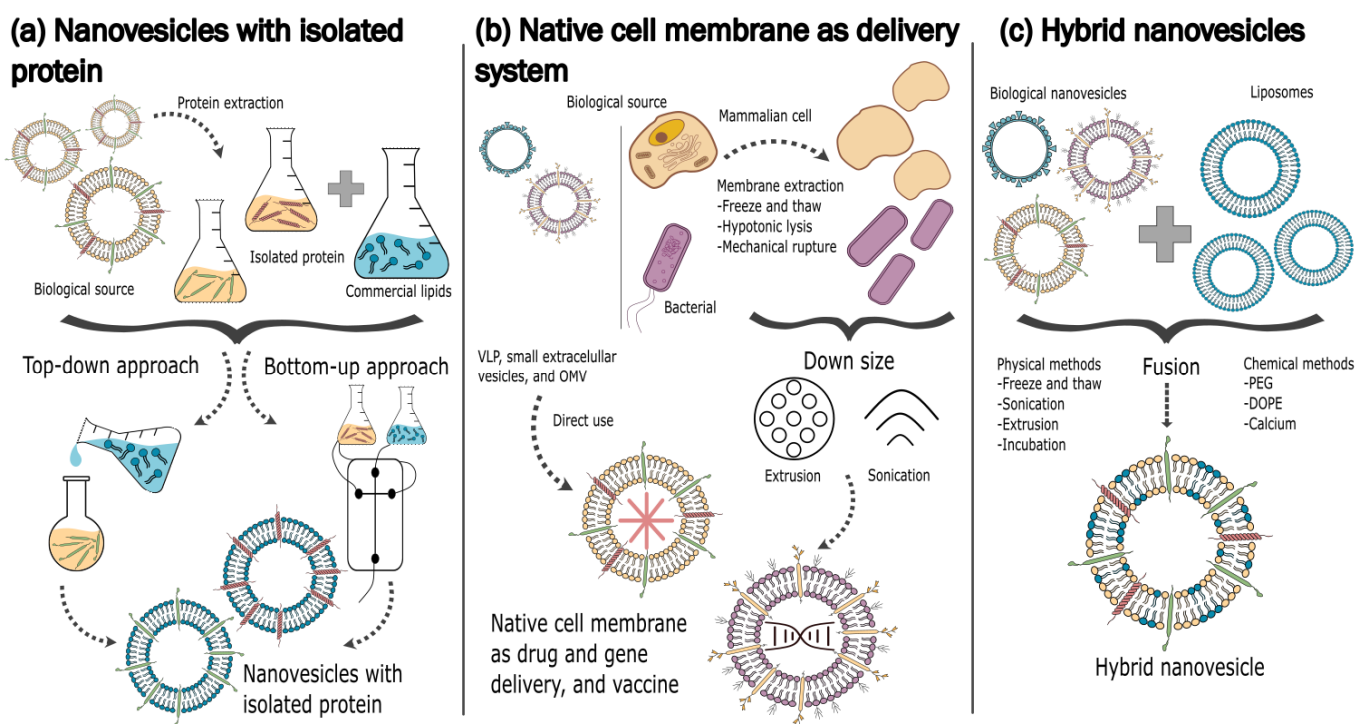 (a) Nanovesicles with isolated
protein
Protein extraction
Isolated protein
Biological source
Commercial lipids
Top-down approach
Bottom-up approach
Nanovesicles with
isolated protein
(b) Native cell membrane as delivery
system
Biological source
Mammalian cell
Membrane extraction
-Freeze and thaw
-Hypotonic lysis
-Mechanical rupture
Bacterial
VLP, small extracelullar
vesicles, and OMV
Direct use
Down size
Extrusion
Sonication
Native cell membrane
as drug and gene
delivery, and vaccine
(c) Hybrid nanovesicles
Biological nanovesicles
Liposomes
Physical methods
-Freeze and thaw
-Sonication
-Extrusion
-Incubation
Fusion
Chemical methods
-PEG
-DOPE
-Calcium
Hybrid nanovesicle